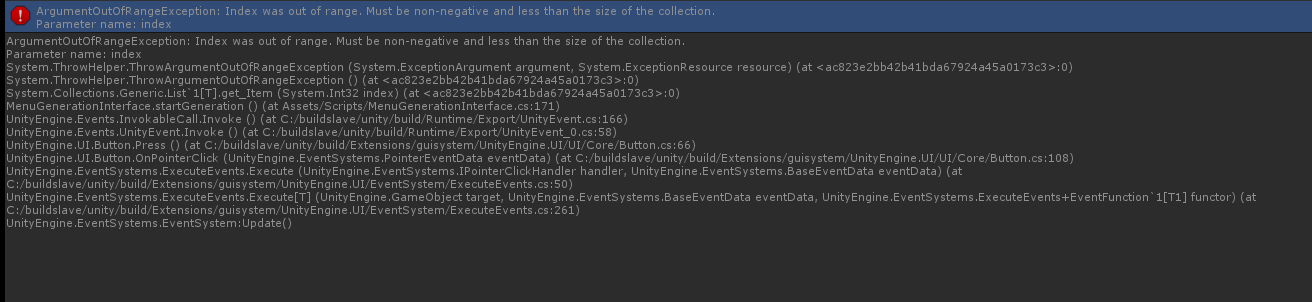 ArgumentOutOfRangeException: Index was out of range. Must be non-negative and less than the size of the collection.
Parameter name: index
ArgumentOutOfRangeException: Index was out of range. Must be non-negative and less than the size of the collection.
Parameter name: index
System.ThrowHelper.ThrowArgumentOutOfRangeException (System.ExceptionArgument argument, System.ExceptionResource resource) (at <ac823e2bb42b41bda67924a45a0173c3>:0)
System.ThrowHelper.ThrowArgumentOutOfRangeException () (at <ac823e2bb42b41bda67924a45a0173c3>:0)
System.Collections.Generic.List`1[T].get_Item (System.Int32 index) (at <ac823e2bb42b41bda67924a45a0173c3>:0)
MenuGenerationInterface.startGeneration () (at Assets/Scripts/MenuGenerationInterface.cs:171)
UnityEngine.Events.InvokableCall.Invoke () (at C:/buildslave/unity/build/Runtime/Export/UnityEvent.cs:166)
UnityEngine.Events.UnityEvent.Invoke () (at C:/buildslave/unity/build/Runtime/Export/UnityEvent_0.cs:58)
UnityEngine.UI.Button.Press () (at C:/buildslave/unity/build/Extensions/guisystem/UnityEngine.UI/UI/Core/Button.cs:66)
UnityEngine.UI.Button.OnPointerClick (UnityEngine.EventSystems.PointerEventData eventData) (at C:/buildslave/unity/build/Extensions/guisystem/UnityEngine.UI/UI/Core/Button.cs:108)
UnityEngine.EventSystems.ExecuteEvents.Execute (UnityEngine.EventSystems.IPointerClickHandler handler, UnityEngine.EventSystems.BaseEventData eventData) (at
C:/buildslave/unity/build/Extensions/guisystem/UnityEngine.UI/EventSystem/ExecuteEvents.cs:50)
UnityEngine.EventSystems.ExecuteEvents.Execute[T] (UnityEngine.GameObject target, UnityEngine.EventSystems.BaseEventData eventData, UnityEngine.EventSystems.ExecuteEvents+EventFunction`1[T1] functor) (at
C:/buildslave/unity/build/Extensions/guisystem/UnityEngine.UI/EventSystem/ExecuteEvents.cs:261)
UnityEngine.EventSystems.EventSystem:Update()